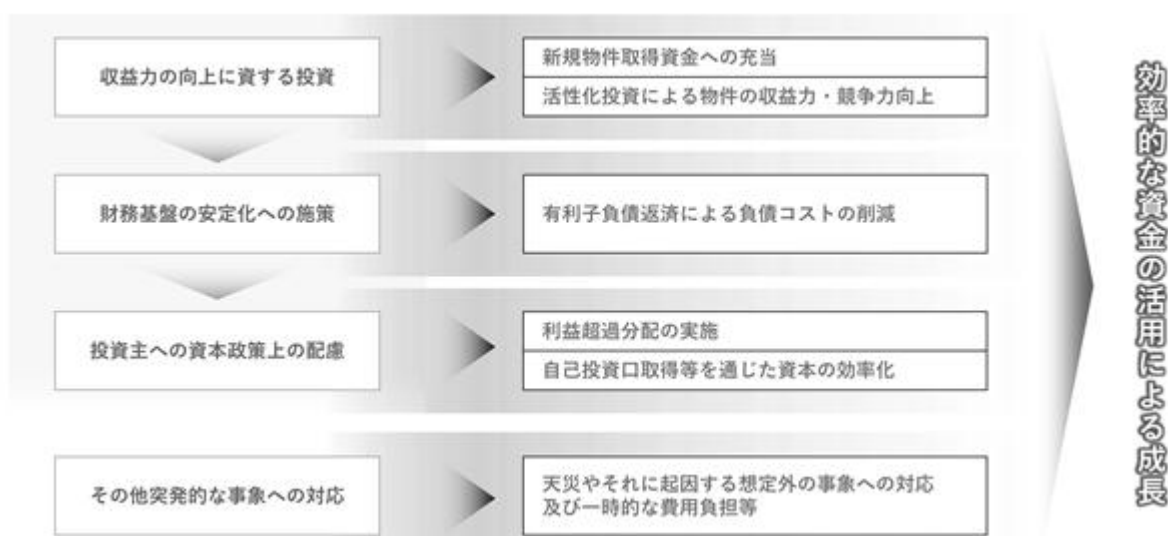 収益力の向上に資する投資
新規物件取得資金への充当
活性化投資による物件の収益力・競争力向上
財務基盤の安定化への施策
有利子負債返済による負債コストの削減
投資主への資本政策上の配慮
利益超過分配の実施
自己投資口取得等を通じた資本の効率化
その他突発的な事象への対応
天災やそれに起因する想定外の事象への対応
及び一時的な費用負担等
効率的な資金の活用による成長